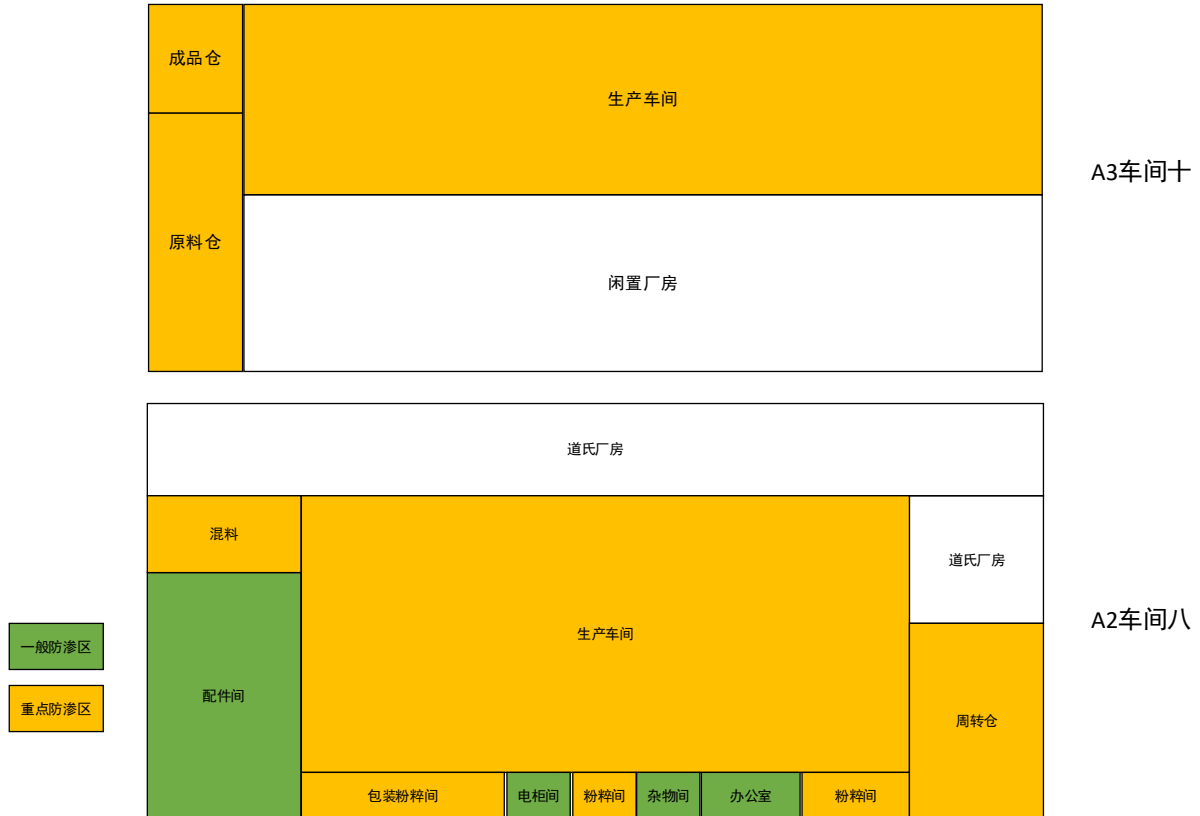 成品仓
生产车间
A3车间十
原料仓
闲置厂房
道氏厂房
混料
道氏厂房
生产车间
A2车间八
一般防渗区
配件间
重点防渗区
周转仓
包装粉粹间
电柜间
粉粹间
杂物间
办公室
粉粹间